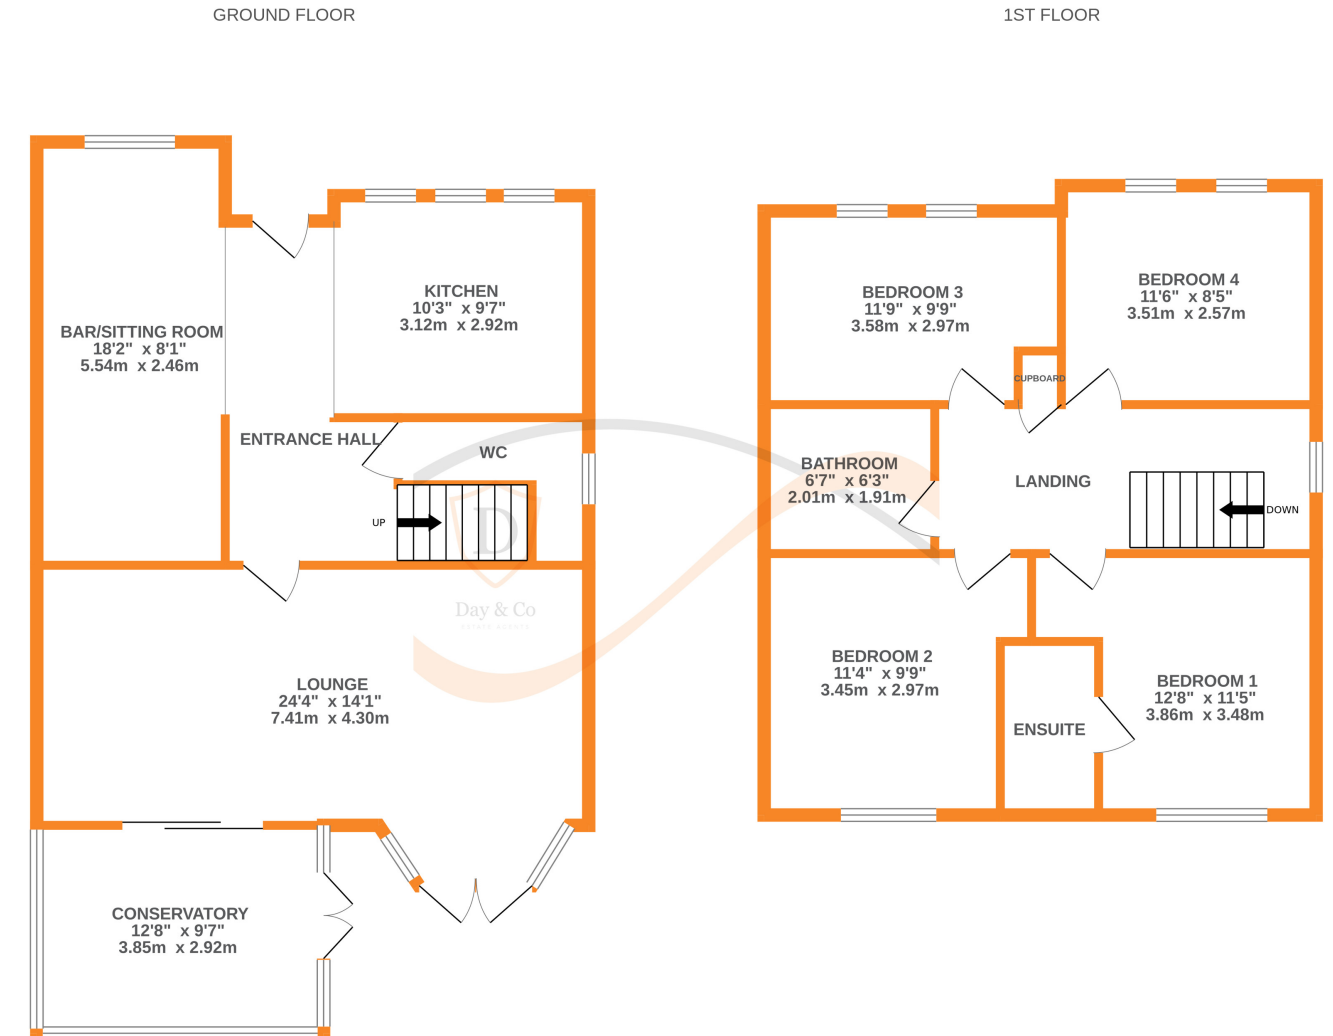 GROUND FLOOR
BAR/SITTING ROOM
18'2" x 8'1"
5.54m x 2.46m
KITCHEN
10'3" x 9'7"
3.12m x 2.92m
ENTRANCE HALL
WC
UP
D
Day & Co
ESTATE AGENTS
LOUNGE
24'4" x 14'1"
7.41m x 4.30m
CONSERVATORY
12'8" x 9'7"
3.85m x 2.92m
1ST FLOOR
BEDROOM 3
11'9" x 9'9"
3.58m x 2.97m
BEDROOM 4
11'6" x 8'5"
3.51m x 2.57m
CUPBOARD
BATHROOM
6'7" x 6'3"
2.01m x 1.91m
LANDING
DOWN
BEDROOM 2
11'4" x 9'9"
3.45m x 2.97m
ENSUITE
BEDROOM 1
12'8" x 11'5"
3.86m x 3.48m